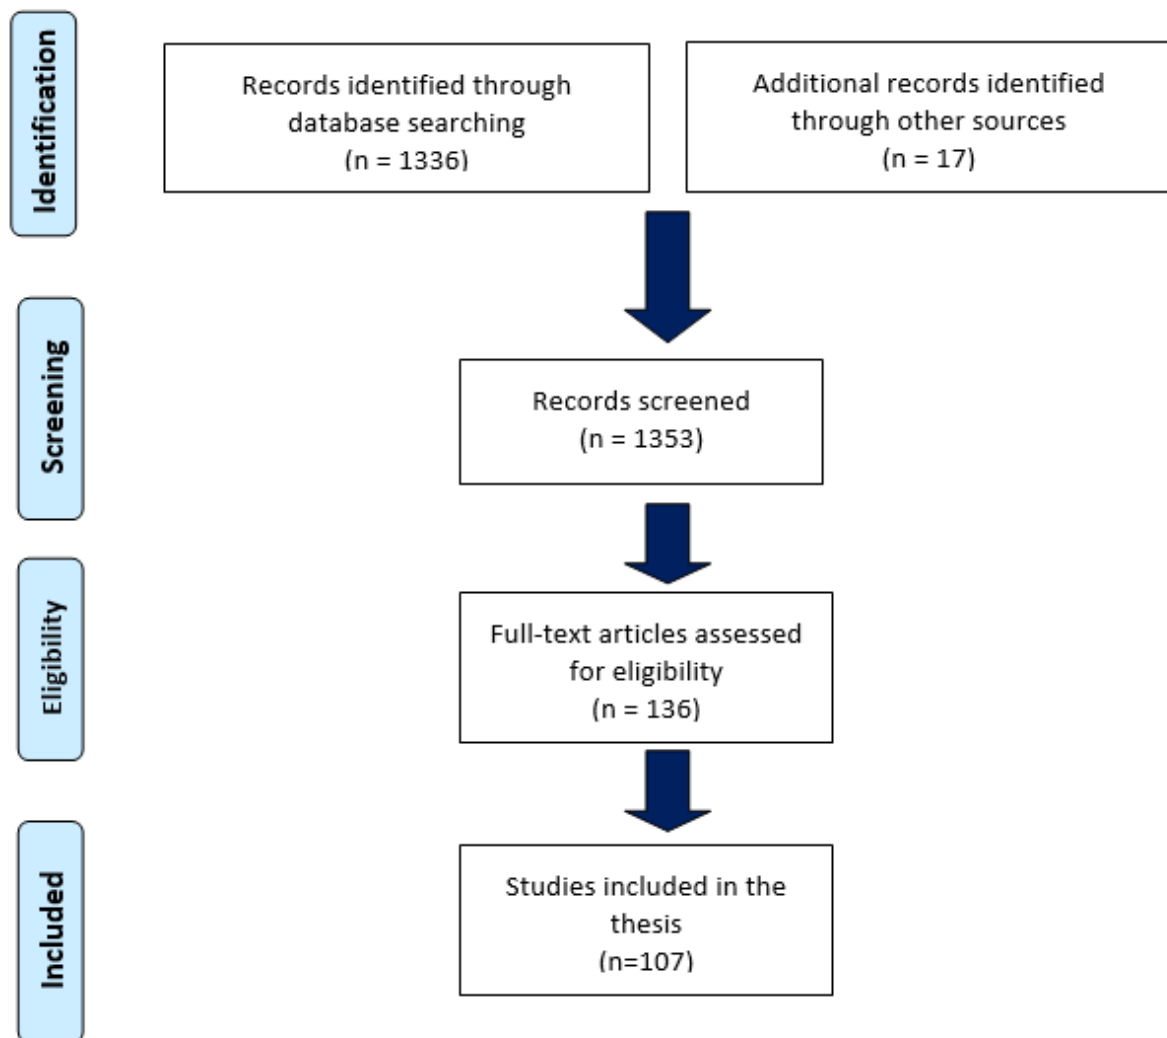 Identification
Records identified through
database searching
(n = 1336)
Additional records identified
through other sources
(n = 17)
Screening
Records screened
(n = 1353)
Eligibility
Full-text articles assessed
for eligibility
(n = 136)
Included
Studies included in the
thesis
(n=107)